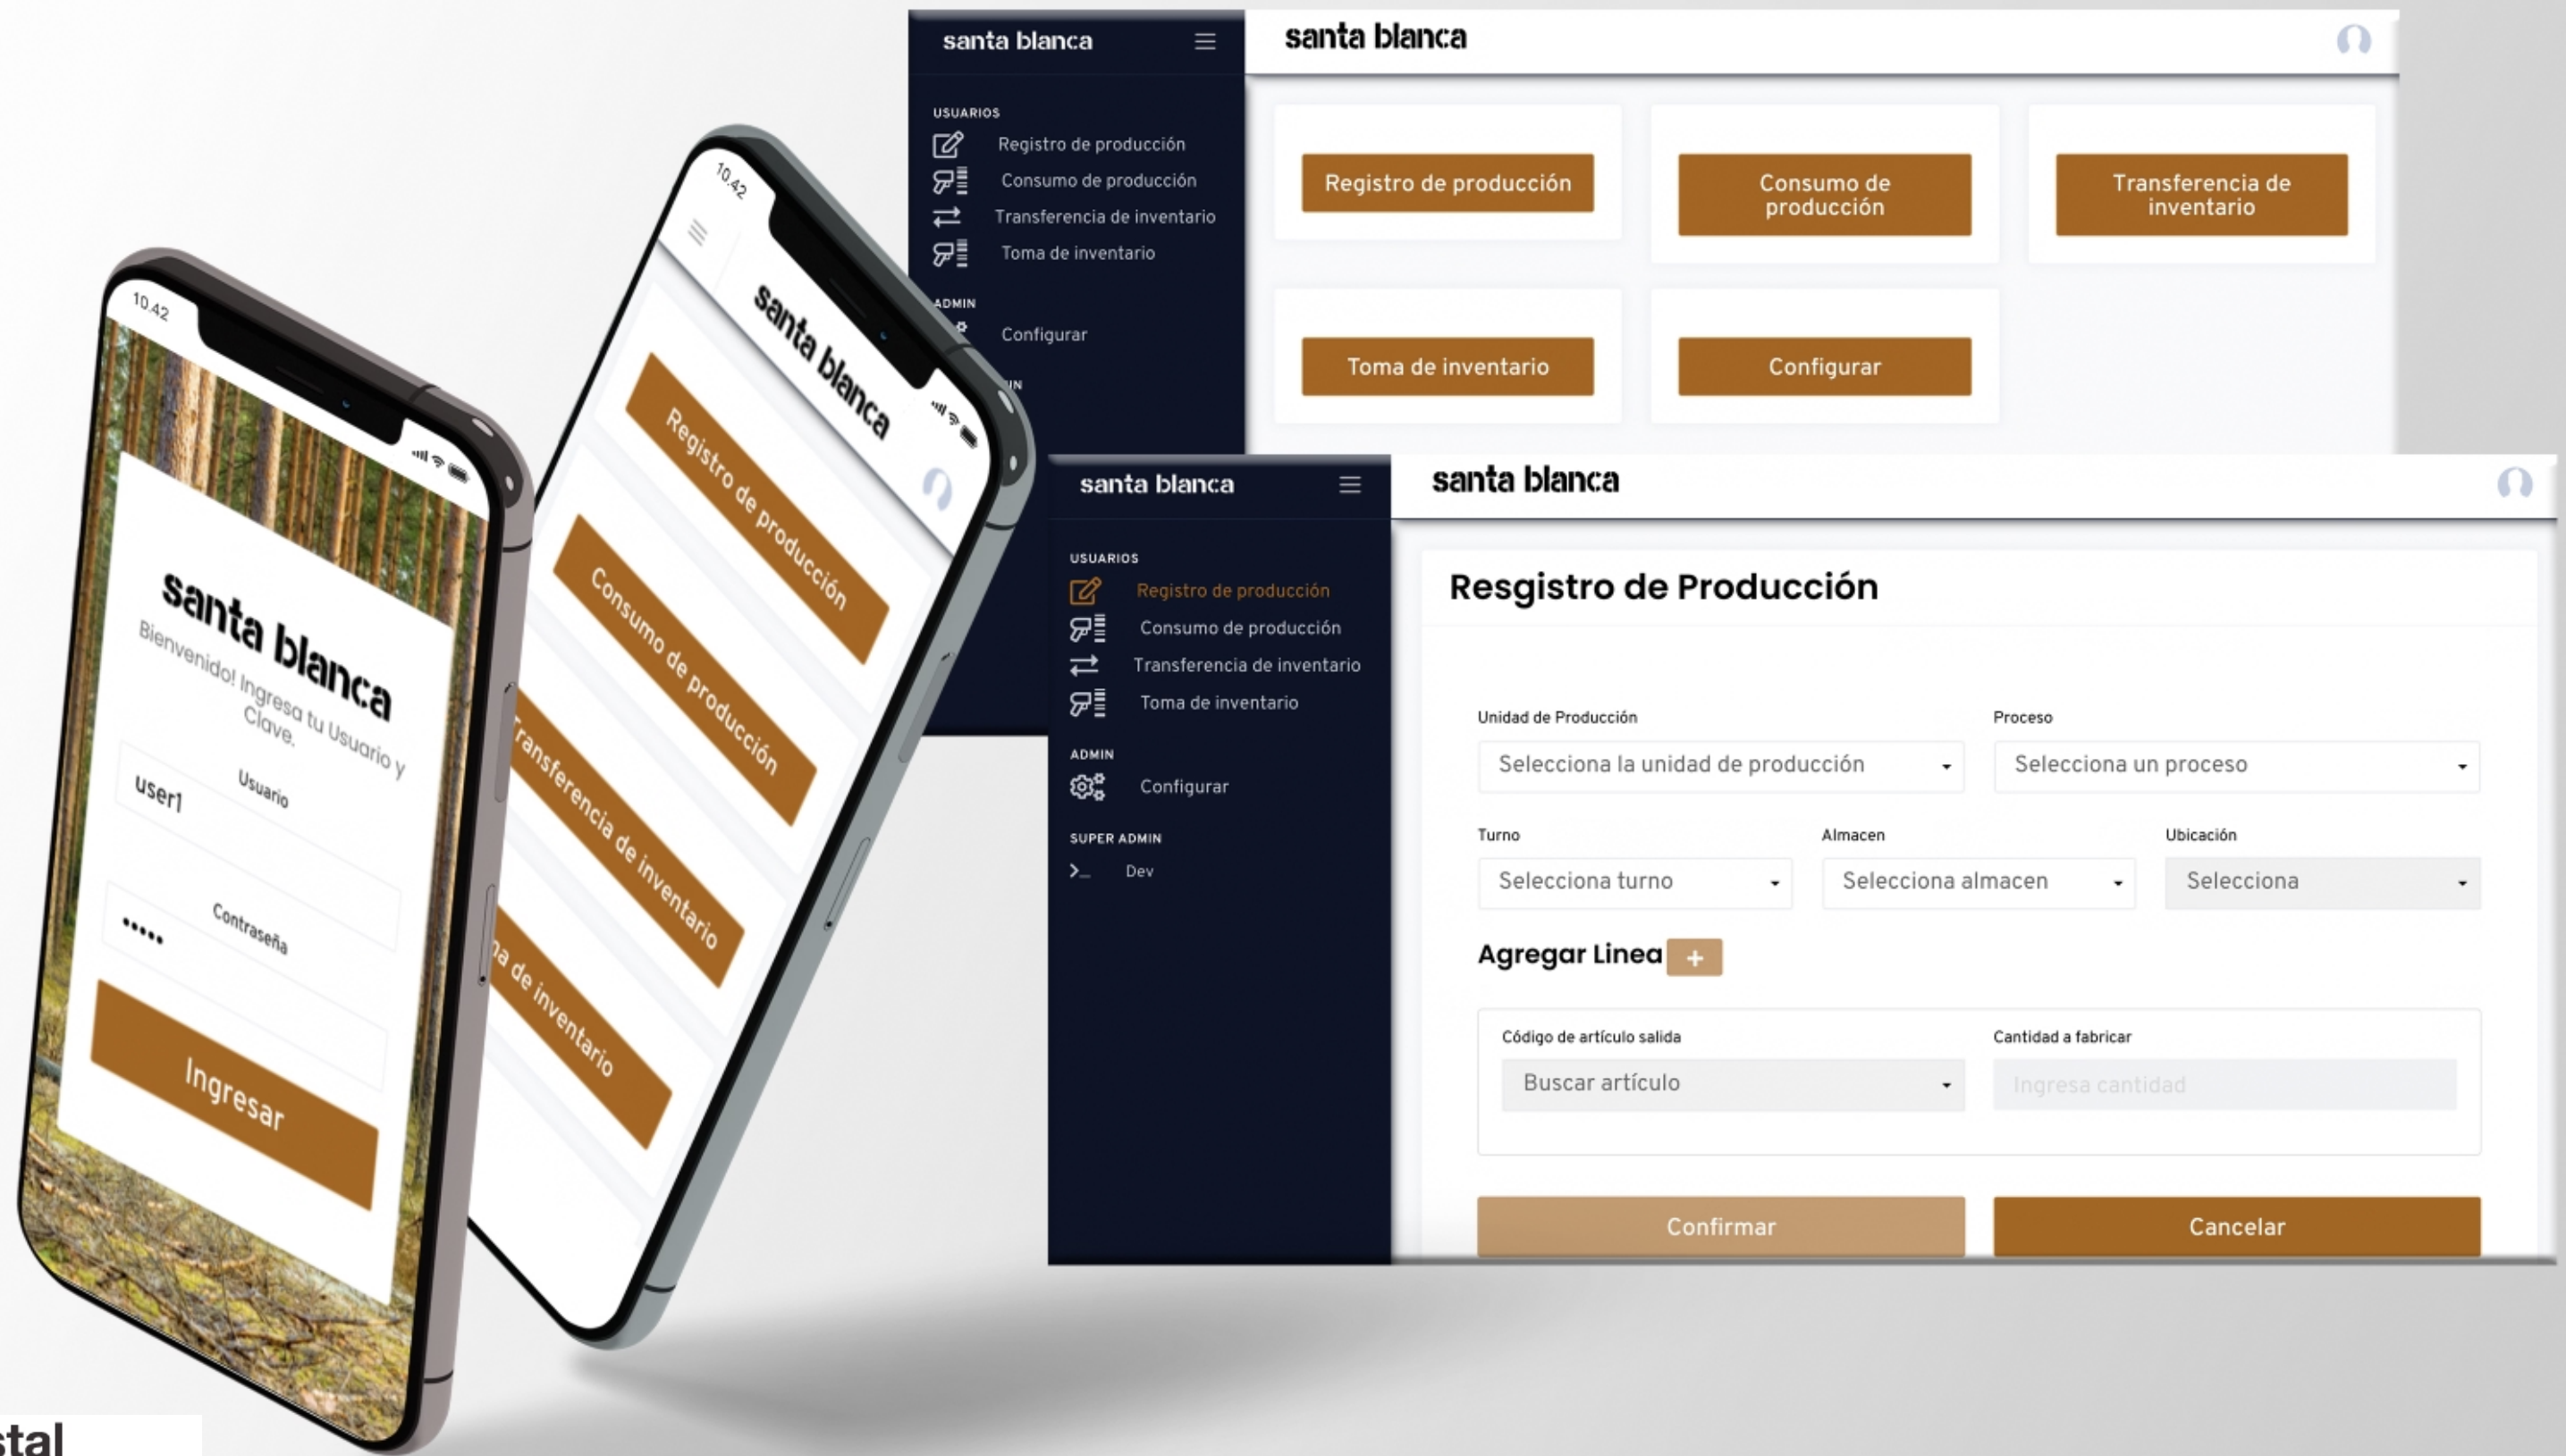 10.42
santa blanca
Bienvenido! Ingresa tu Usuario y
Clave.
Usuario
user1
Contraseña
•••••
Ingresar
10.42
santa blanca
Registro de producción
Consumo de producción
Transferencia de inventario
ma de inventario
santa blanca
USUARIOS
Registro de producción
Consumo de producción
Transferencia de inventario
Toma de inventario
ADMIN
Configurar
IN
santa blanca
Registro de producción
Consumo de
producción
Transferencia de
inventario
Toma de inventario
Configurar
santa blanca
USUARIOS
Registro de producción
Consumo de producción
Transferencia de inventario
Toma de inventario
ADMIN
Configurar
SUPER ADMIN
>_ Dev
santa blanca
Resgistro de Producción
Unidad de Producción Proceso
Selecciona la unidad de producción Selecciona un proceso
Turno Almacen Ubicación
Selecciona turno Selecciona almacen Selecciona
Agregar Linea +
Código de artículo salida Cantidad a fabricar
Buscar artículo Ingresa cantidad
Confirmar Cancelar
stal